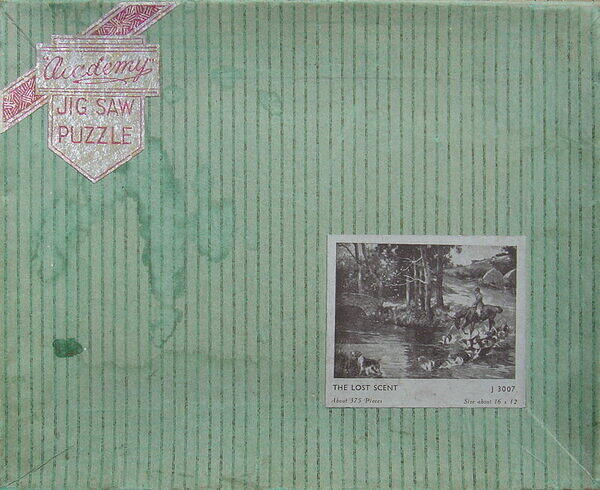 "Academy"
JIG SAW
PUZZLE
THE LOST SCENT J 3007
About 375 Pieces Size about 16 x 12